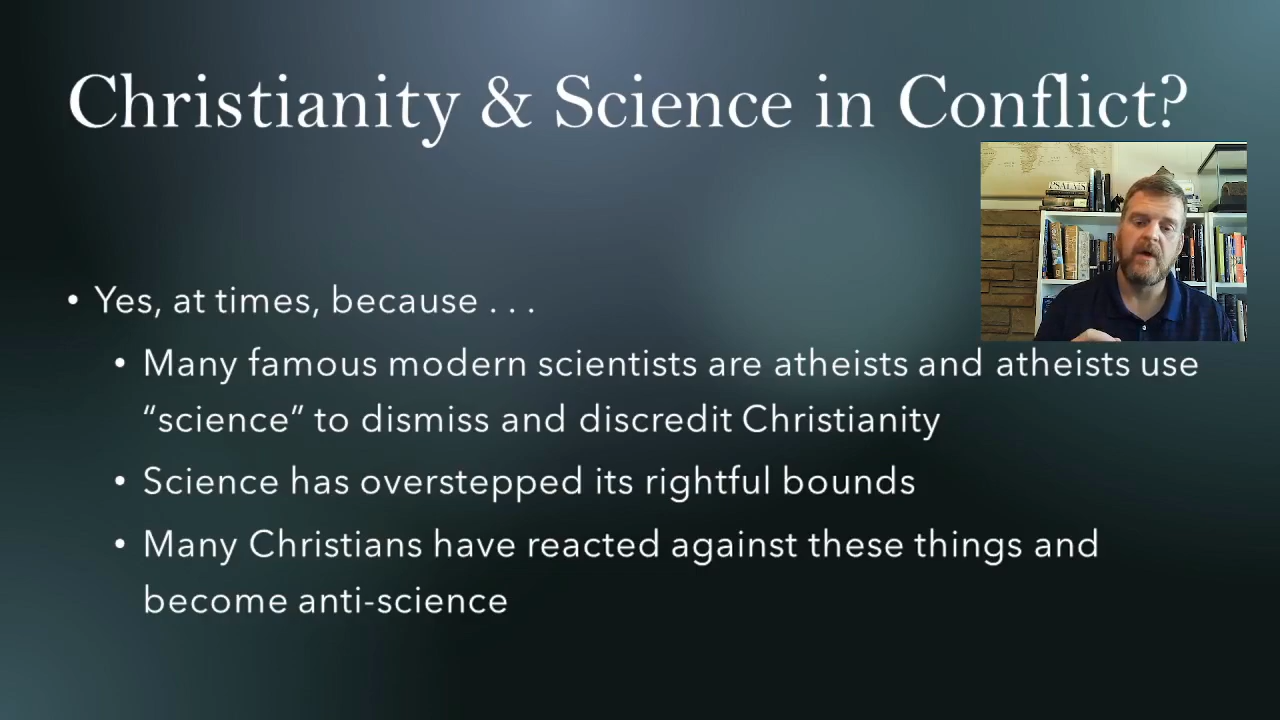 Christianity & Science in Conflict?
PSALMS
• Yes, at times, because . . .
• Many famous modern scientists are atheists and atheists use
“science” to dismiss and discredit Christianity
• Science has overstepped its rightful bounds
• Many Christians have reacted against these things and
become anti-science